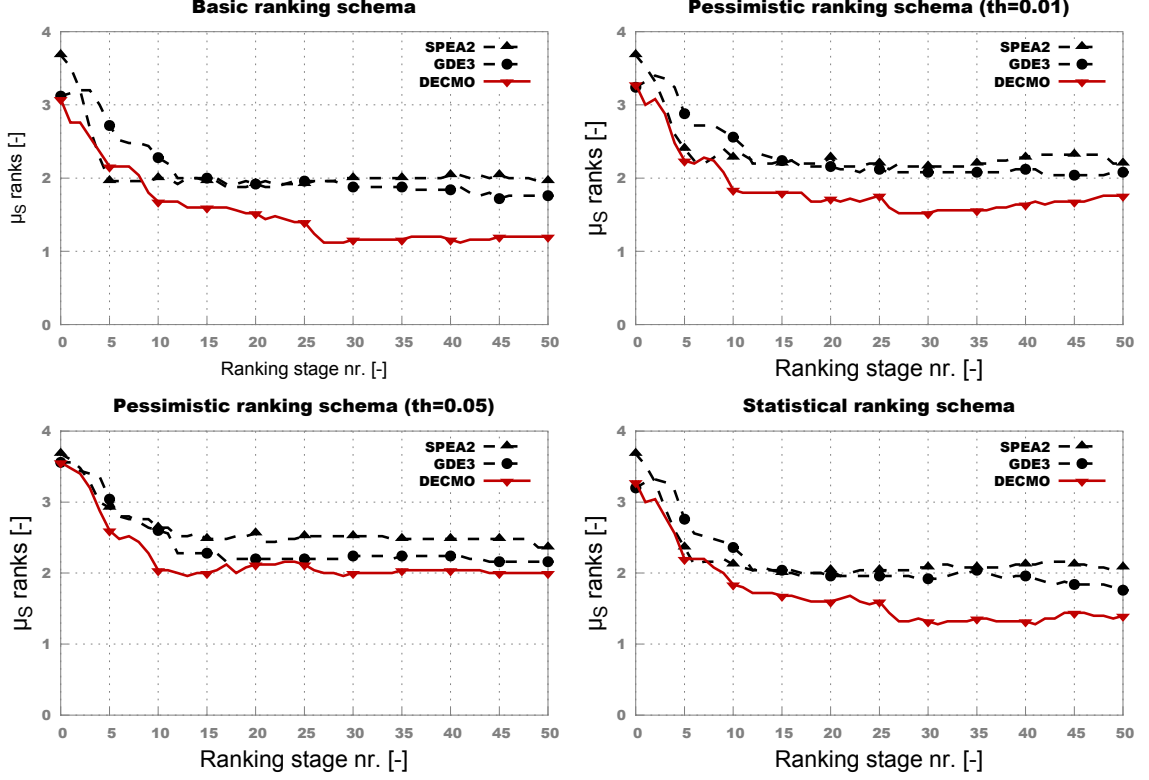 Basic ranking schema
4
3
2
1
0
μS ranks [-]
SPEA2
GDE3
DECMO
0 5 10 15 20 25 30 35 40 45 50
Ranking stage nr. [-]
Pessimistic ranking schema (th=0.01)
4
3
2
1
0
μS ranks [-]
SPEA2
GDE3
DECMO
0 5 10 15 20 25 30 35 40 45 50
Ranking stage nr. [-]
Pessimistic ranking schema (th=0.05)
4
3
2
1
0
μS ranks [-]
SPEA2
GDE3
DECMO
0 5 10 15 20 25 30 35 40 45 50
Ranking stage nr. [-]
Statistical ranking schema
4
3
2
1
0
μS ranks [-]
SPEA2
GDE3
DECMO
0 5 10 15 20 25 30 35 40 45 50
Ranking stage nr. [-]